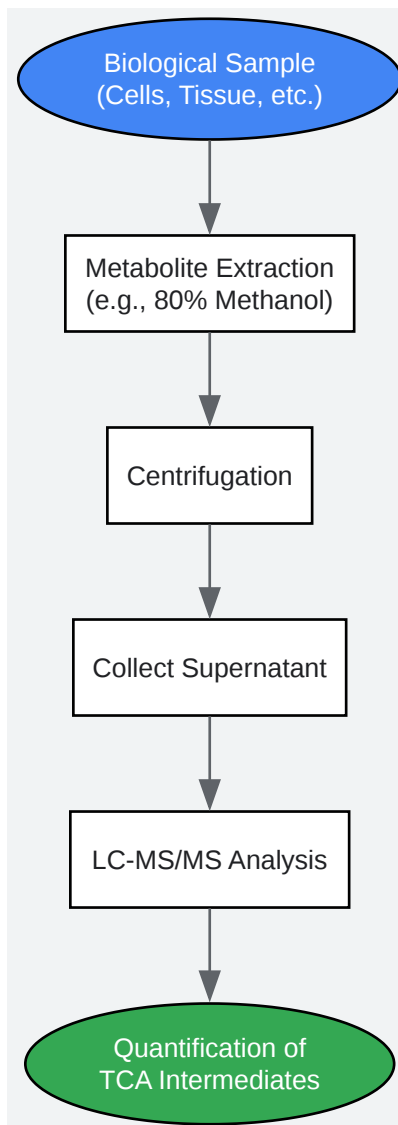 Biological Sample
(Cells, Tissue, etc.)
Metabolite Extraction
(e.g., 80% Methanol)
Centrifugation
Collect Supernatant
LC-MS/MS Analysis
Quantification of
TCA Intermediates